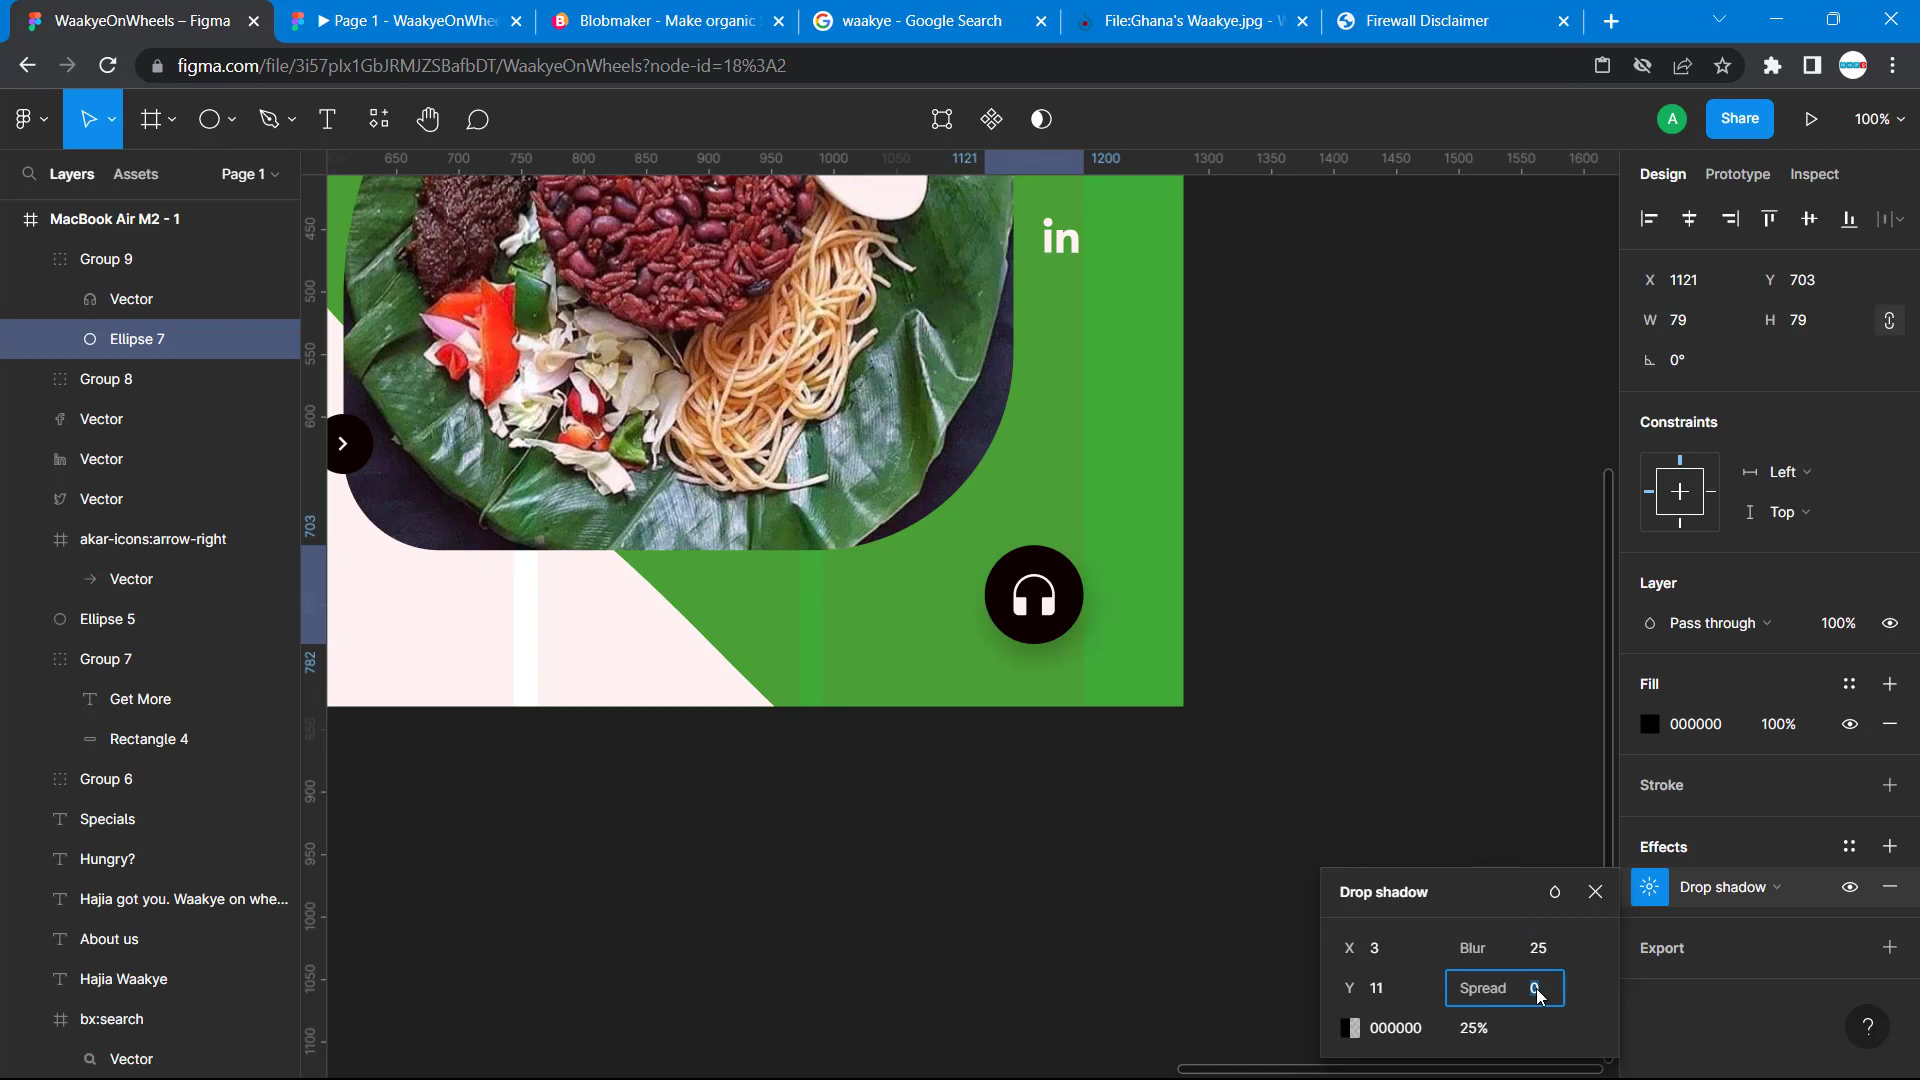 WaakyeOnWheels – Figma
Page 1 - WaakyeOnWhe
Blobmaker - Make organic
waakye - Google Search
File:Ghana's Waakye.jpg - W
Firewall Disclaimer
figma.com/file/3i57plx1GbJRMJZSBafbDT/WaakyeOnWheels?node-id=18%3A2
A
Share
100%
Layers
Assets
Page 1
650 700 750 800 850 900 950 1000 1050 1121 1200 1300 1350 1400 1450 1500 1550 1600
Design
Prototype
Inspect
MacBook Air M2 - 1
Group 9
Vector
Ellipse 7
Group 8
Vector
Vector
Vector
akar-icons:arrow-right
Vector
Ellipse 5
Group 7
Get More
Rectangle 4
Group 6
Specials
Hungry?
Hajia got you. Waakye on whe...
About us
Hajia Waakye
bx:search
Vector
450
500
550
600
703
782
850
900
950
1000
1050
1100
in
X 1121
Y 703
W 79
H 79
0°
Constraints
Left
Top
Layer
Pass through
100%
Fill
000000
100%
Stroke
Effects
Drop shadow
Export
Drop shadow
X 3
Blur 25
Y 11
Spread 0
000000
25%
?